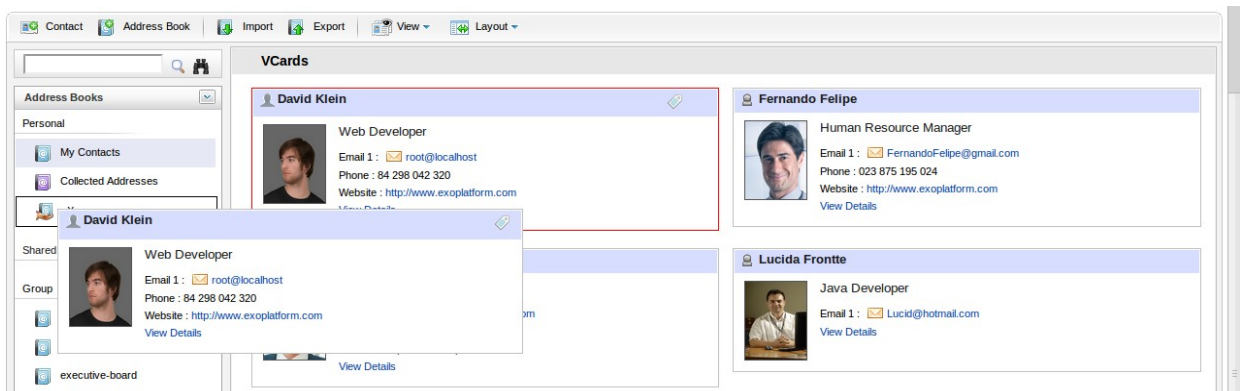 Contact Address Book Import Export View Layout
VCards
Address Books
Personal
My Contacts
Collected Addresses
Shared
Group
executive-board
David Klein
Web Developer
Email 1 : root@localhost
Phone : 84 298 042 320
Website : http://www.exoplatform.com
View Details
Fernando Felipe
Human Resource Manager
Email 1 : FernandoFelipe@gmail.com
Phone : 023 875 195 024
Website : http://www.exoplatform.com
View Details
David Klein
Web Developer
Email 1 : root@localhost
Phone : 84 298 042 320
Website : http://www.exoplatform.com
View Details
om
View Details
Lucida Frontte
Java Developer
Email 1 : Lucid@hotmail.com
View Details